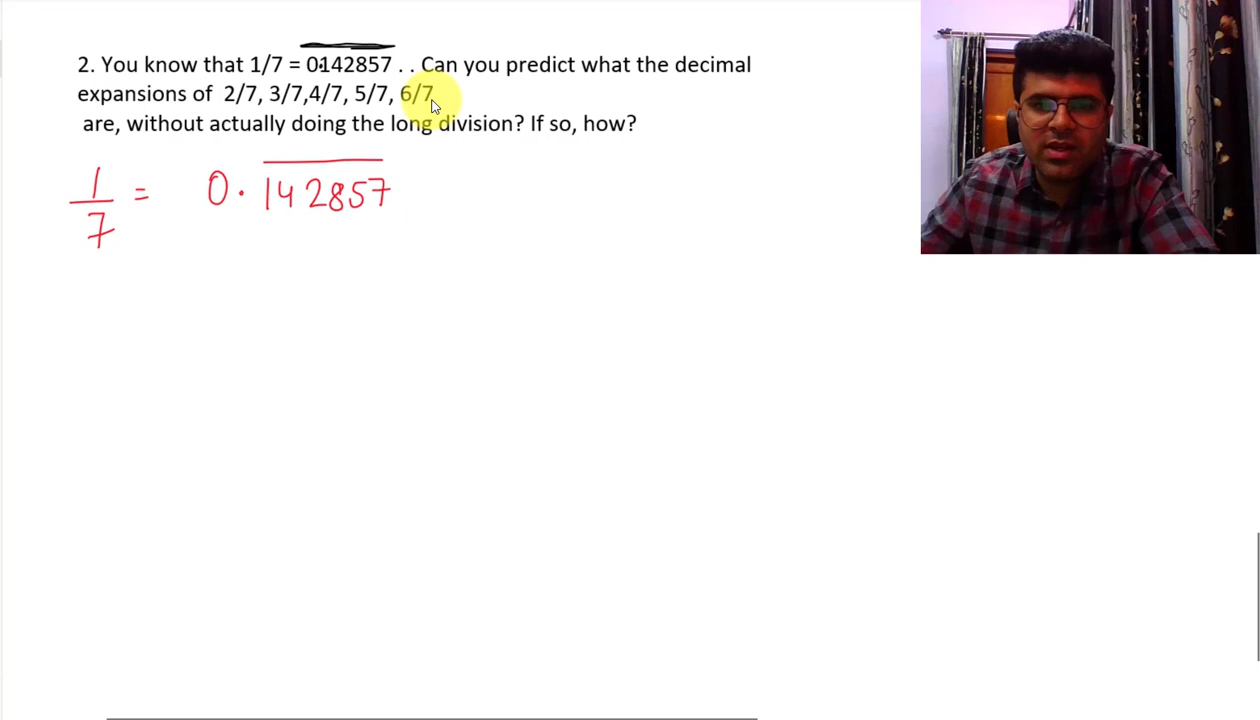 2. You know that 1/7 = 0142857 . . Can you predict what the decimal
expansions of 2/7, 3/7,4/7, 5/7, 6/7
are, without actually doing the long division? If so, how?
1/7 = 0.142857